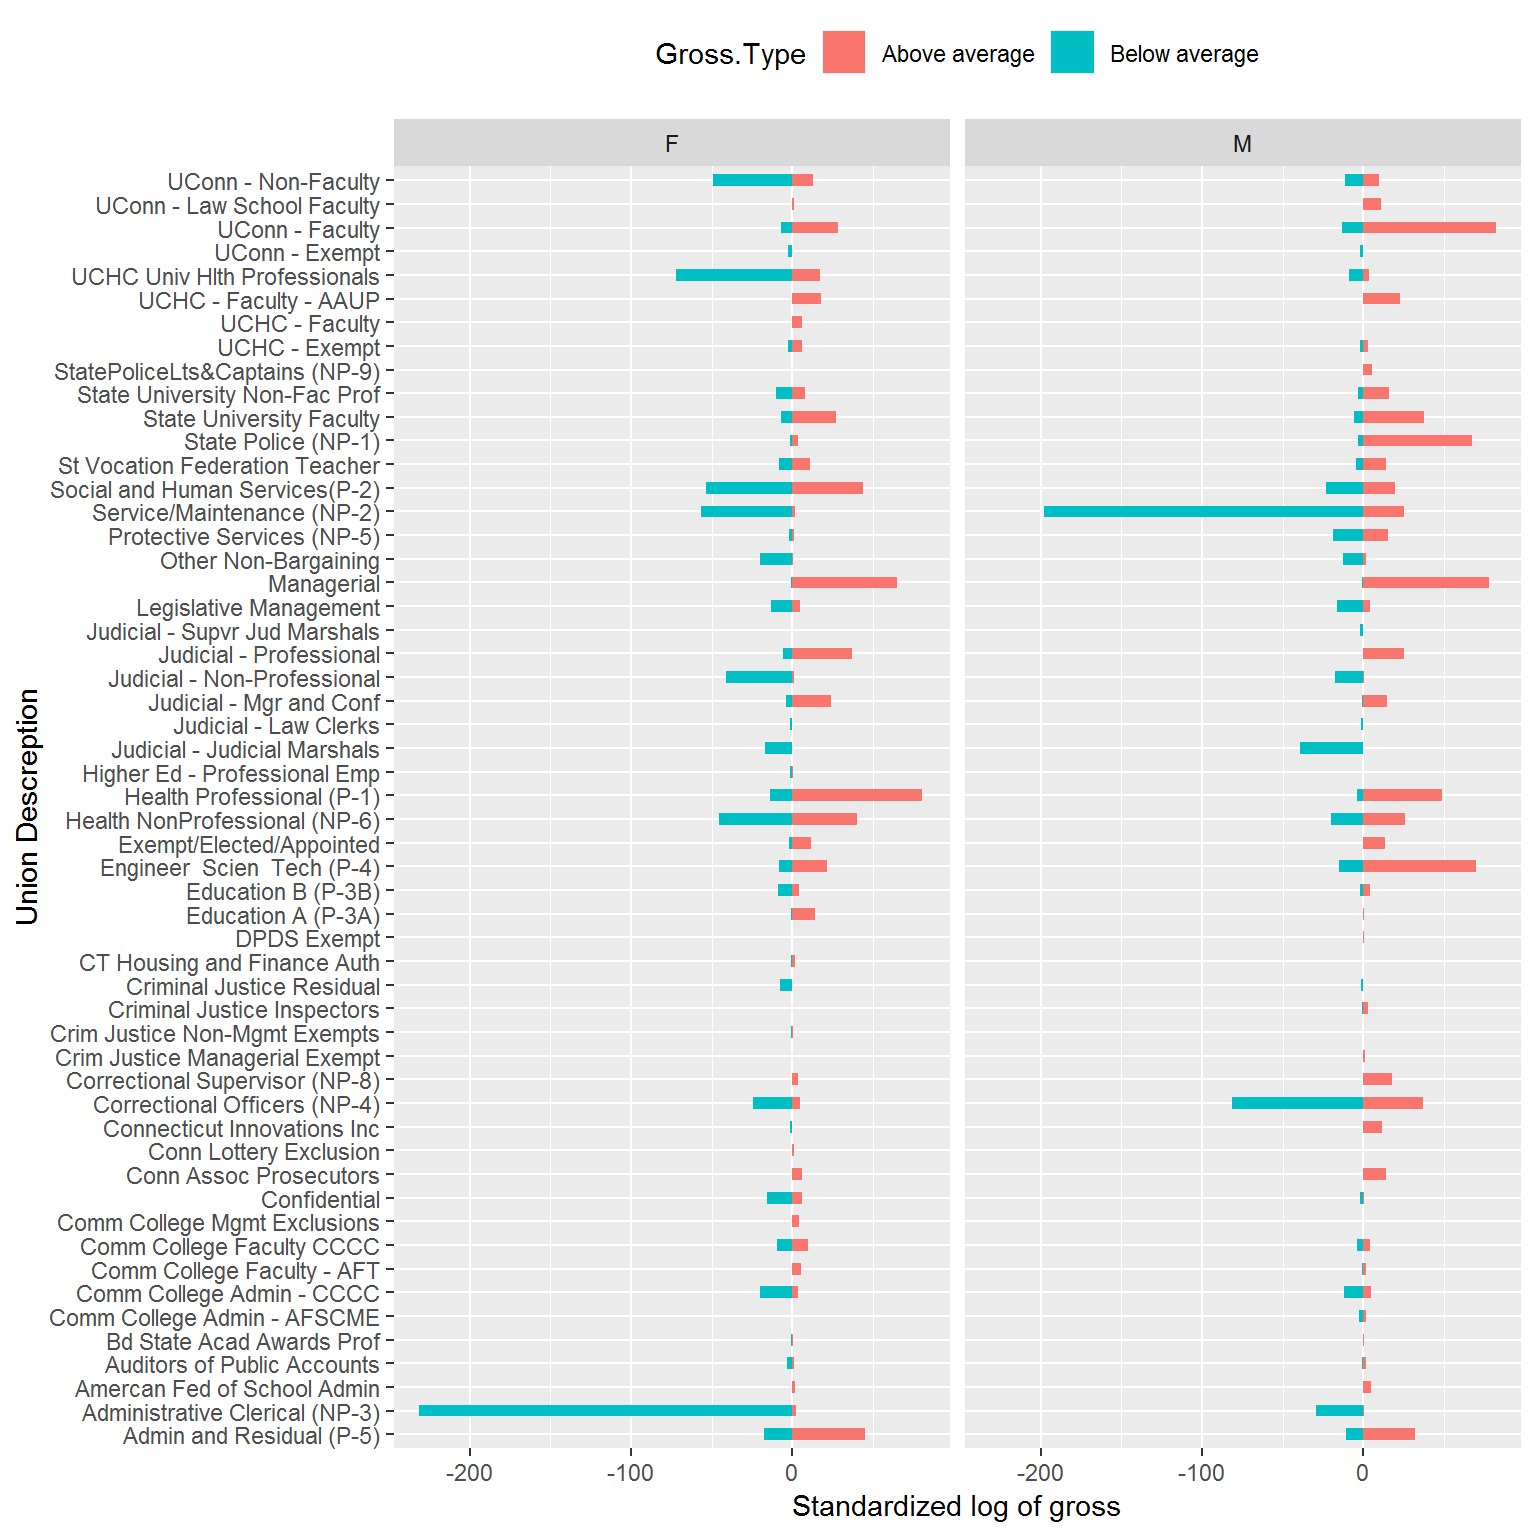 Gross.Type Above average Below average
F M
UConn - Non-Faculty
UConn - Law School Faculty
UConn - Faculty
UConn - Exempt
UCHC Univ Hlth Professionals
UCHC - Faculty - AAUP
UCHC - Faculty
UCHC - Exempt
StatePoliceLts&Captains (NP-9)
State University Non-Fac Prof
State University Faculty
State Police (NP-1)
St Vocation Federation Teacher
Social and Human Services(P-2)
Service/Maintenance (NP-2)
Protective Services (NP-5)
Other Non-Bargaining
Managerial
Legislative Management
Judicial - Supvr Jud Marshals
Judicial - Professional
Judicial - Non-Professional
Judicial - Mgr and Conf
Judicial - Law Clerks
Judicial - Judicial Marshals
Higher Ed - Professional Emp
Health Professional (P-1)
Health NonProfessional (NP-6)
Exempt/Elected/Appointed
Engineer  Scien  Tech (P-4)
Education B (P-3B)
Education A (P-3A)
DPDS Exempt
CT Housing and Finance Auth
Criminal Justice Residual
Criminal Justice Inspectors
Crim Justice Non-Mgmt Exempts
Crim Justice Managerial Exempt
Correctional Supervisor (NP-8)
Correctional Officers (NP-4)
Connecticut Innovations Inc
Conn Lottery Exclusion
Conn Assoc Prosecutors
Confidential
Comm College Mgmt Exclusions
Comm College Faculty CCCC
Comm College Faculty - AFT
Comm College Admin - CCCC
Comm College Admin - AFSCME
Bd State Acad Awards Prof
Auditors of Public Accounts
Amercan Fed of School Admin
Administrative Clerical (NP-3)
Admin and Residual (P-5)
Union Descreption
-200 -100 0 -200 -100 0
Standardized log of gross